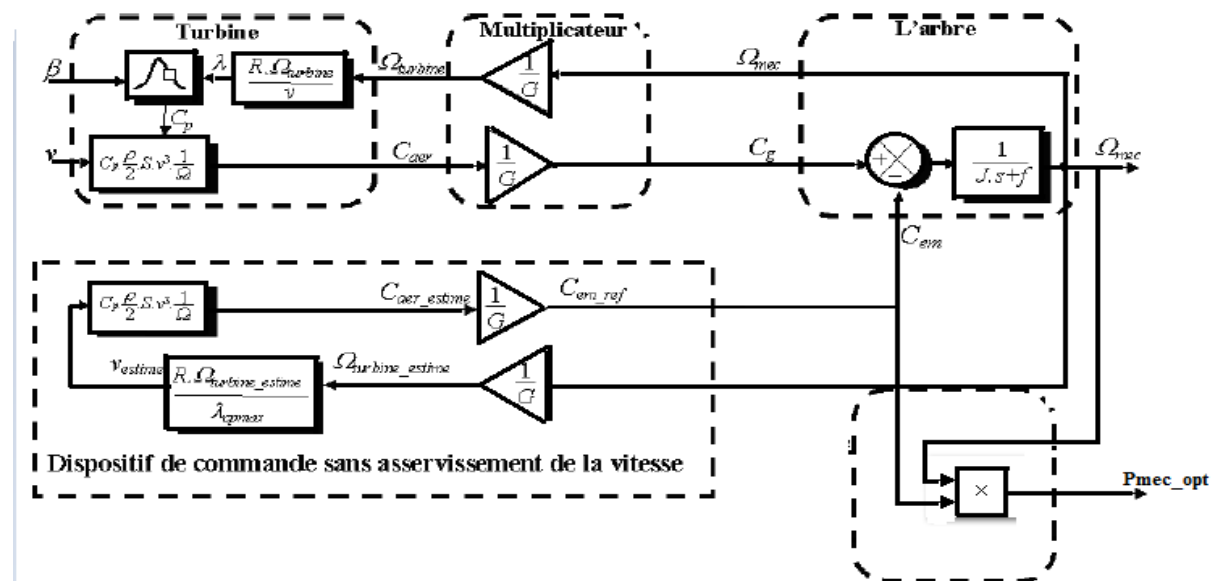 Turbine
Multiplicateur
L'arbre
β
λ
R.Ω_turbine
v
Ω_turbine
1
G
Ω_mec
C_p
v
C_p.ρ/2.S.v³.1/Ω
C_aer
1
G
C_g
+
−
1
J.s+f
Ω_mec
C_em
C_p.ρ/2.S.v³.1/Ω
C_aer_estime
1
G
C_em_ref
v_estime
R.Ω_turbine_estime
λ_cpmax
Ω_turbine_estime
1
G
Dispositif de commande sans asservissement de la vitesse
×
Pmec_opt